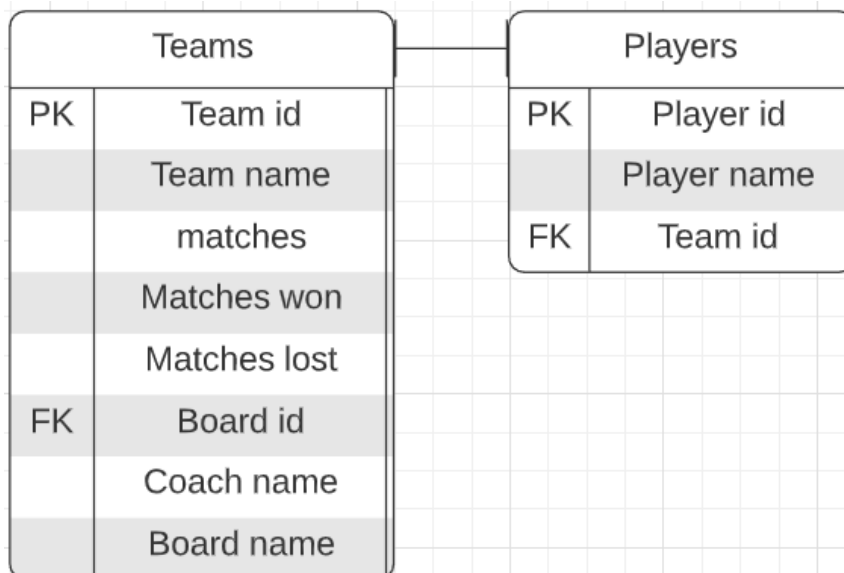 Teams
PK Team id
Team name
matches
Matches won
Matches lost
FK Board id
Coach name
Board name
Players
PK Player id
Player name
FK Team id